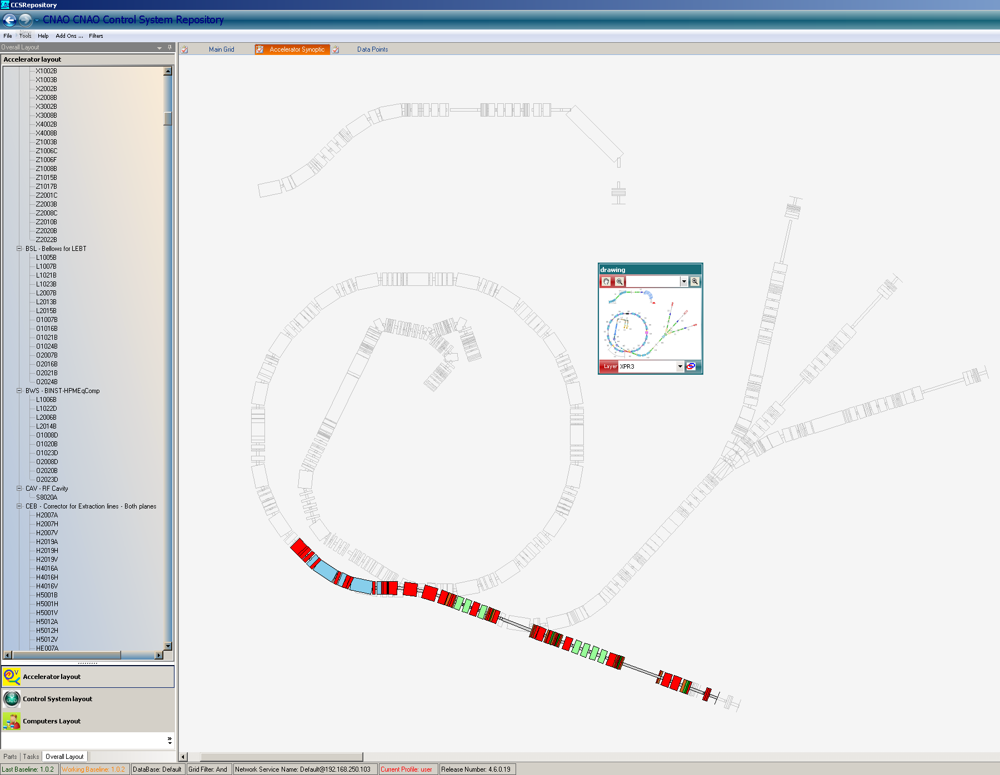 CCSRepository
CNAO CNAO Control System Repository
File
New
Tools
Help
Add Ons ...
Filters
Overall Layout
Main Grid
Accelerator Synoptic
Data Points
Accelerator layout
X1002B
X1003B
X2002B
X2008B
X3002B
X3008B
X4002B
X4008B
Z1003B
Z1006C
Z1006F
Z1008B
Z1015B
Z1017B
Z2001C
Z2003B
Z2008C
Z2010B
Z2020B
Z2022B
BSL - Bellows for LEBT
L1005B
L1007B
L1021B
L1023B
L2007B
L2013B
L2015B
O1007B
O1016B
O1021B
O1024B
O2007B
O2016B
O2021B
O2024B
BWS - BINST-HPMEqComp
L1006B
L1022D
L2006B
L2014B
O1008D
O1020B
O1023D
O2008D
O2020B
O2023D
CAV - RF Cavity
S8020A
CEB - Corrector for Extraction lines - Both planes
H2007A
H2007H
H2007V
H2019A
H2019H
H2019V
H4016A
H4016H
H4016V
H5001B
H5001H
H5001V
H5012A
H5012H
H5012V
HE007A
drawing
Layer XPR3
Accelerator layout
Control System layout
Computers Layout
Parts
Tasks
Overall Layout
Last Baseline: 1.0.2
Working Baseline: 1.0.2
DataBase: Default
Grid Filter: And
Network Service Name: Default@192.168.250.103
Current Profile: user
Release Number: 4.6.0.19